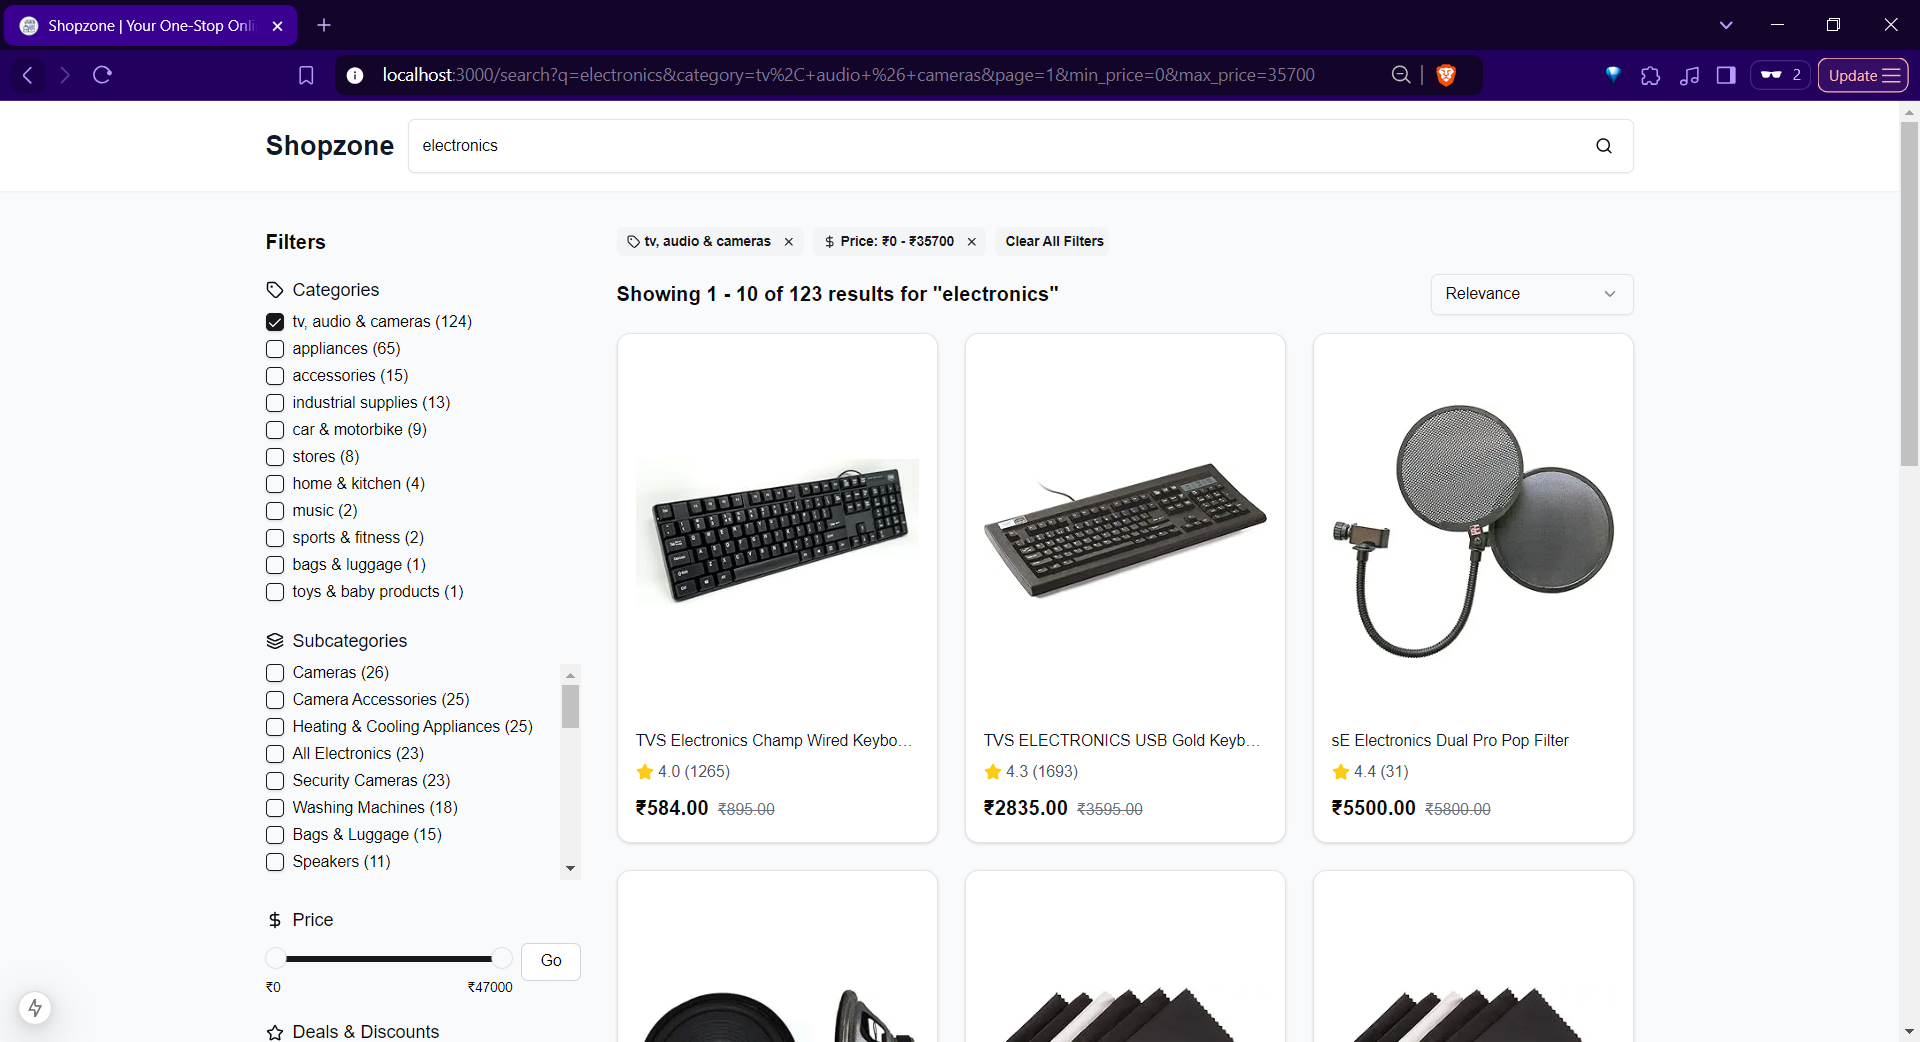 Shopzone | Your One-Stop Onli
localhost:3000/search?q=electronics&category=tv%2C+audio+%26+cameras&page=1&min_price=0&max_price=35700
2
Update
Shopzone
electronics
Filters
Categories
tv, audio & cameras (124)
appliances (65)
accessories (15)
industrial supplies (13)
car & motorbike (9)
stores (8)
home & kitchen (4)
music (2)
sports & fitness (2)
bags & luggage (1)
toys & baby products (1)
Subcategories
Cameras (26)
Camera Accessories (25)
Heating & Cooling Appliances (25)
All Electronics (23)
Security Cameras (23)
Washing Machines (18)
Bags & Luggage (15)
Speakers (11)
Price
Go
₹0 ₹47000
Deals & Discounts
tv, audio & cameras
Price: ₹0 - ₹35700
Clear All Filters
Showing 1 - 10 of 123 results for "electronics"
Relevance
TVS Electronics Champ Wired Keybo...
4.0 (1265)
₹584.00 ₹895.00
TVS ELECTRONICS USB Gold Keyb...
4.3 (1693)
₹2835.00 ₹3595.00
sE Electronics Dual Pro Pop Filter
4.4 (31)
₹5500.00 ₹5800.00